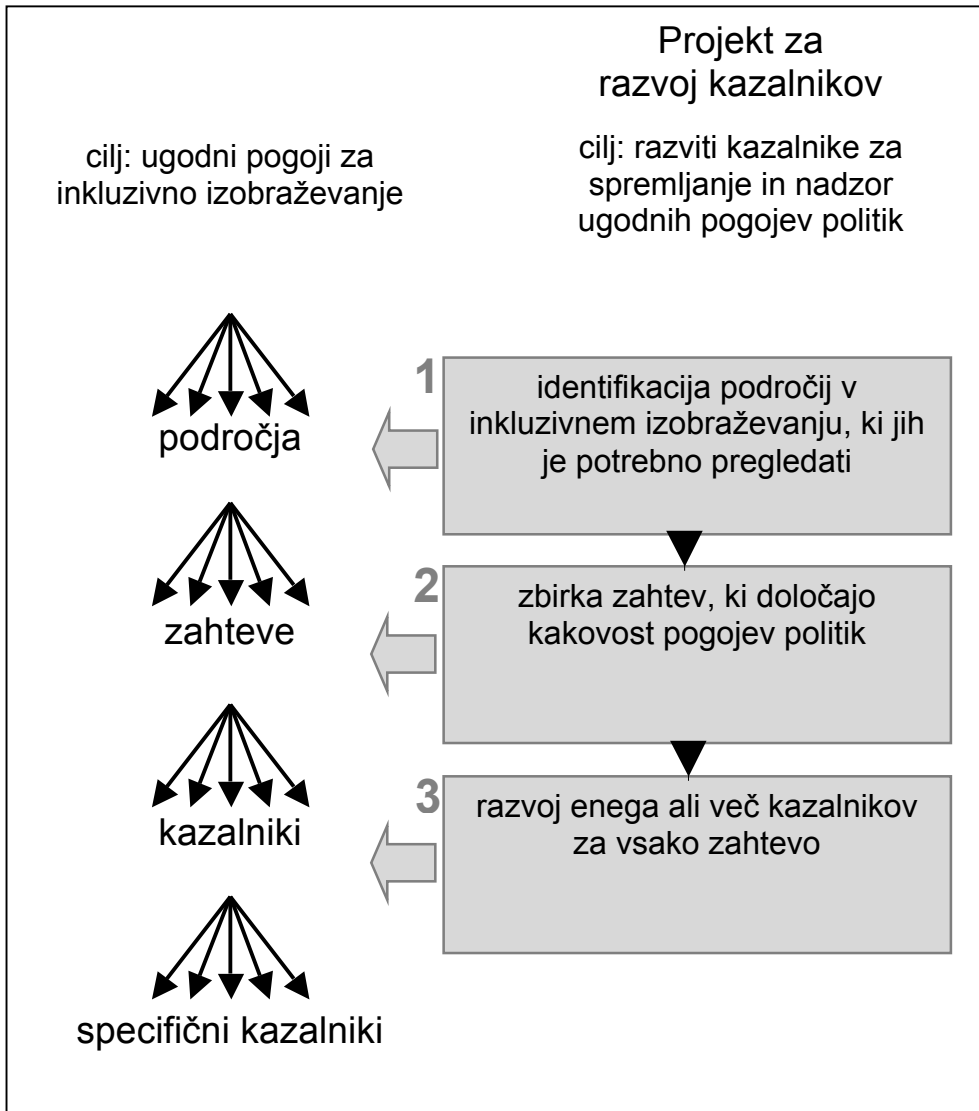 Projekt za
razvoj kazalnikov
cilj: ugodni pogoji za
inkluzivno izobraževanje
cilj: razviti kazalnike za
spremljanje in nadzor
ugodnih pogojev politik
področja
1
identifikacija področij v
inkluzivnem izobraževanju, ki jih
je potrebno pregledati
zahteve
2
zbirka zahtev, ki določajo
kakovost pogojev politik
kazalniki
3
razvoj enega ali več kazalnikov
za vsako zahtevo
specifični kazalniki